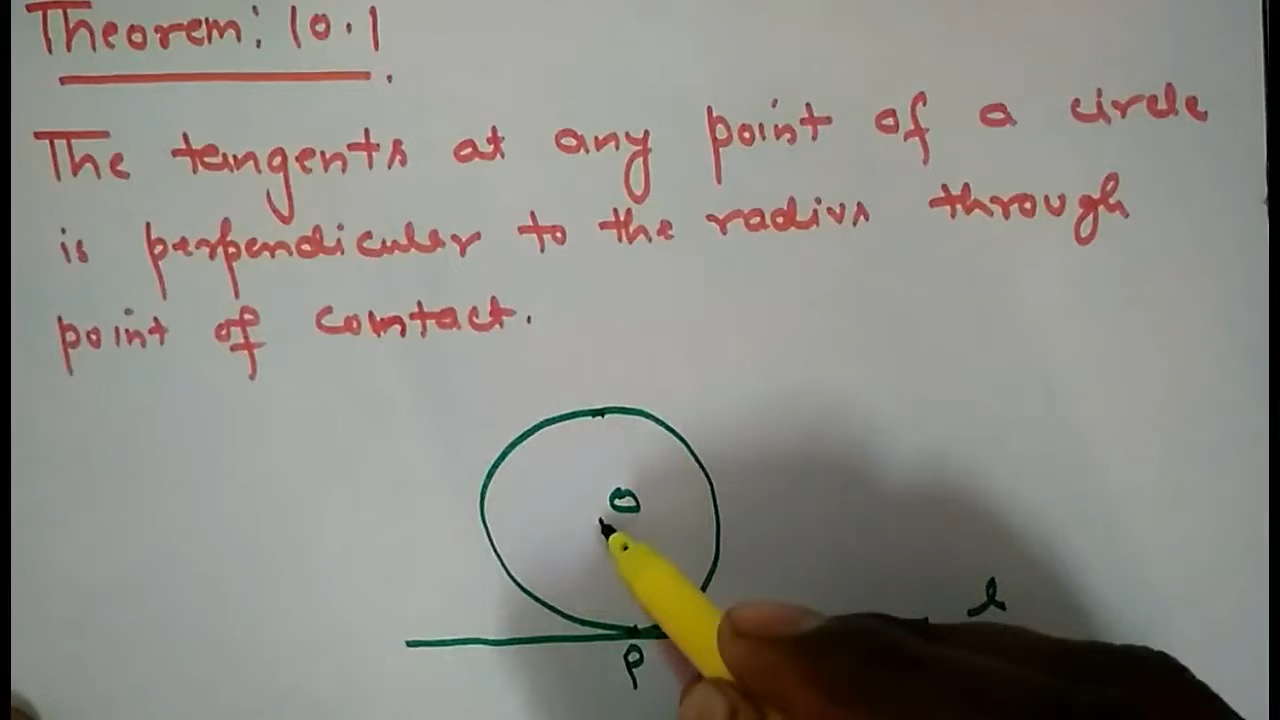 Theorem: 10.1
The tangents at any point of a circle
is perpendicular to the radius through
point of contact.
O
l
P